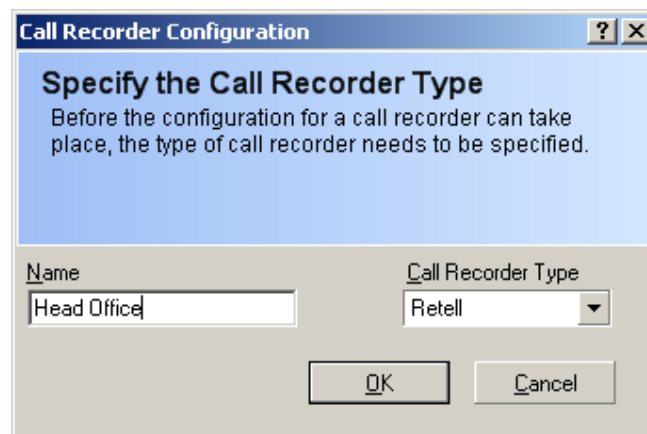 Call Recorder Configuration
Specify the Call Recorder Type
Before the configuration for a call recorder can take
place, the type of call recorder needs to be specified.
Name
Call Recorder Type
Head Office
Retell
OK
Cancel